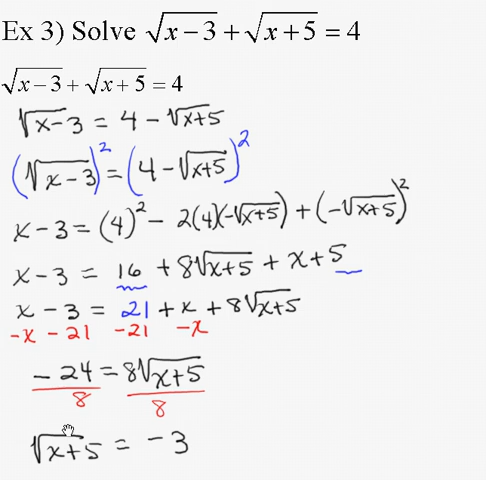 Ex 3) Solve √(x−3) + √(x+5) = 4
√(x−3) + √(x+5) = 4
√(x−3) = 4 − √(x+5)
(√(x−3))² = (4 − √(x+5))²
x − 3 = (4)² − 2(4)(−√(x+5)) + (−√(x+5))²
x − 3 = 16 + 8√(x+5) + x + 5
x − 3 = 21 + x + 8√(x+5)
−x − 21 −21 −x
−24 = 8√(x+5)
8 8
√(x+5) = −3